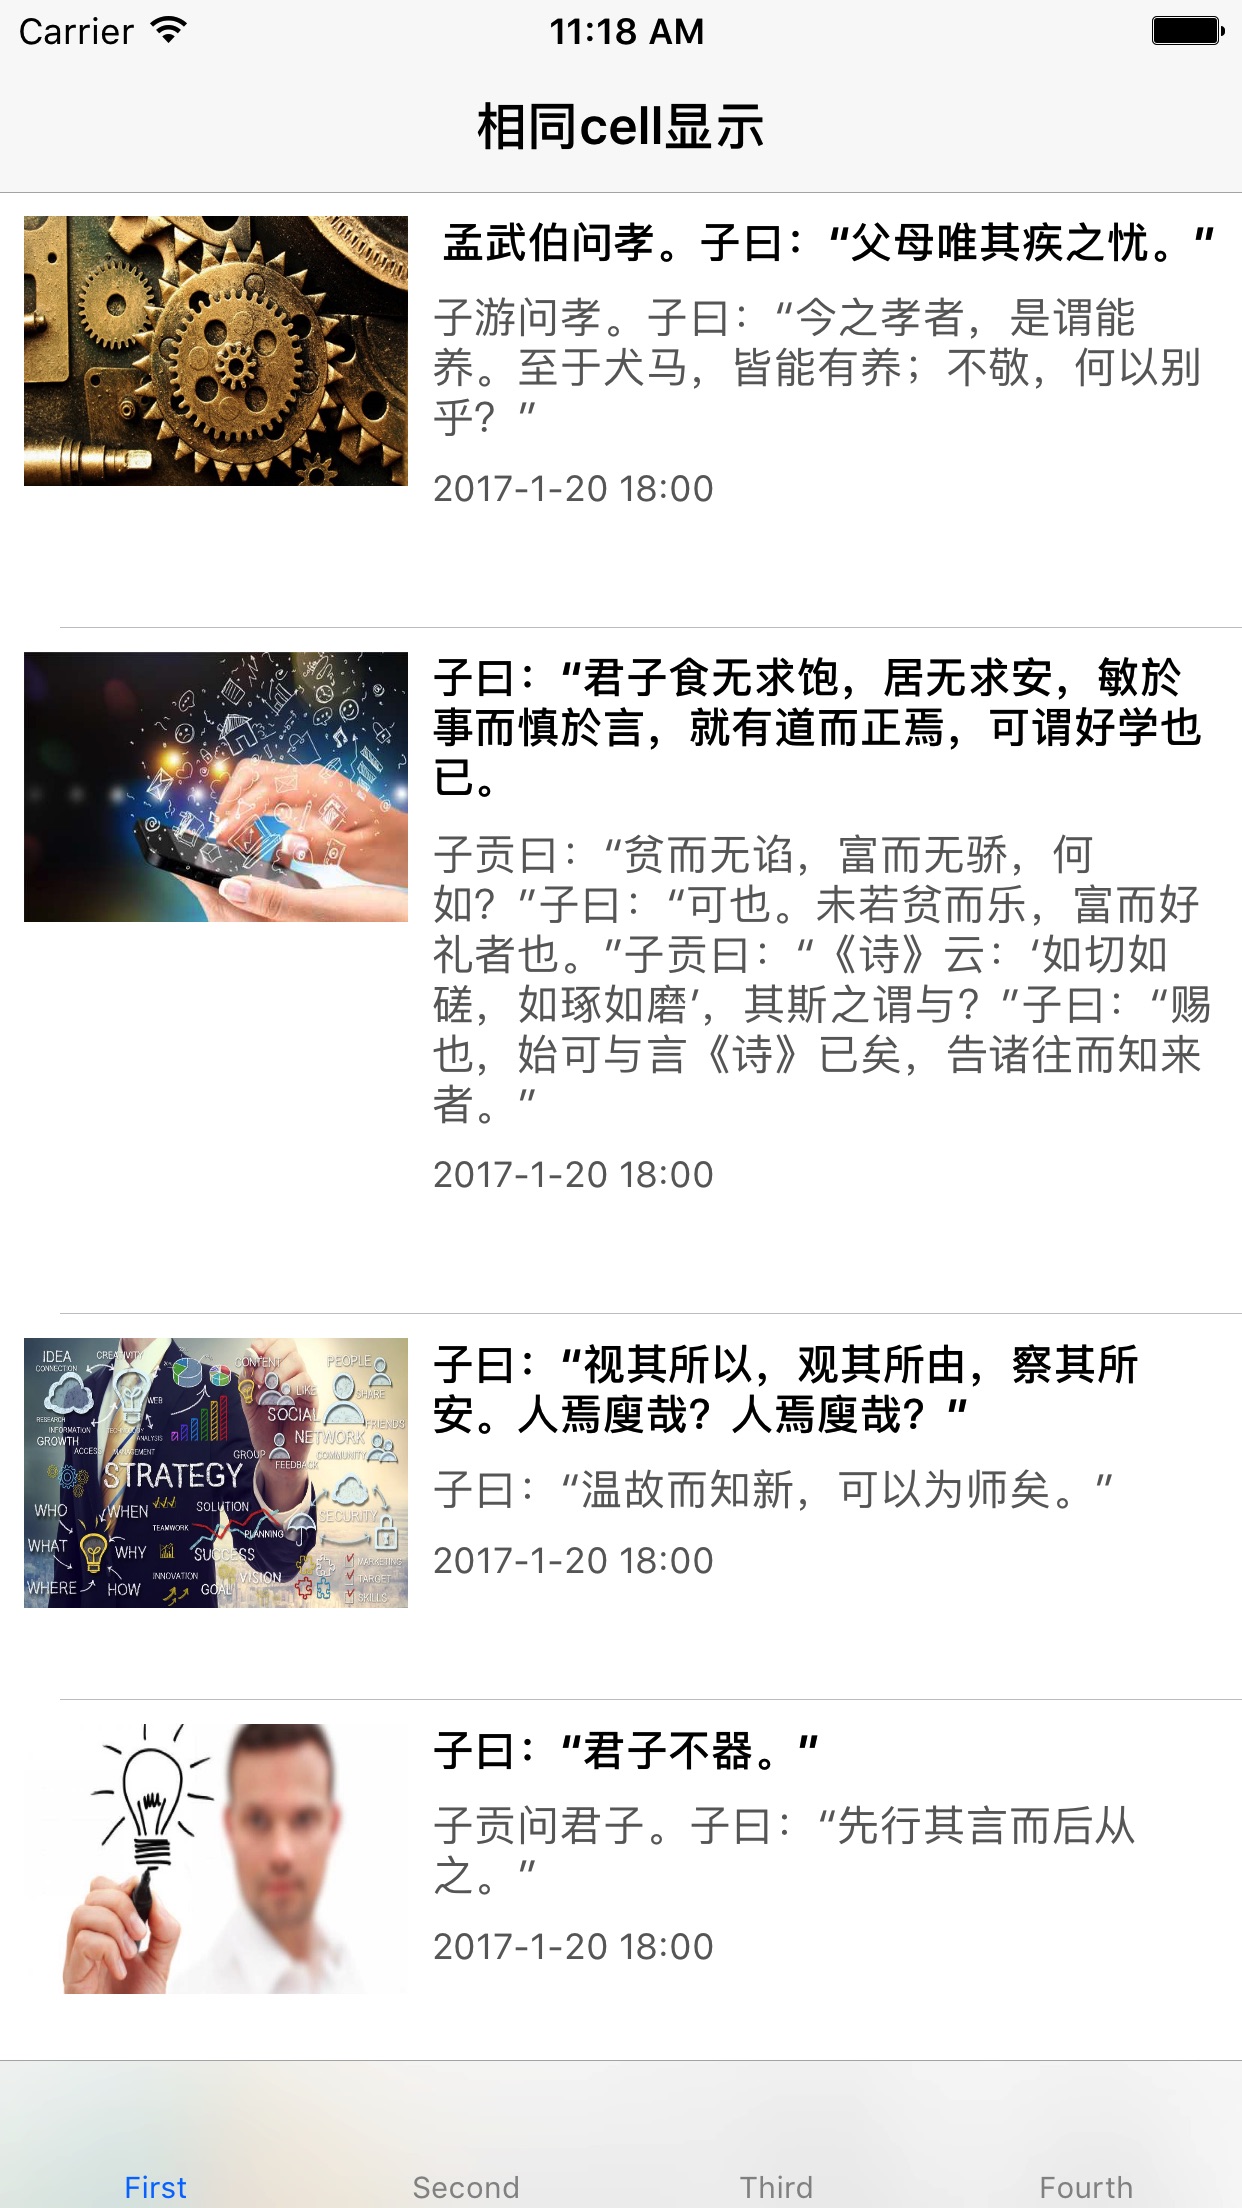 Carrier 11:18 AM
相同cell显示
孟武伯问孝。子曰：“父母唯其疾之忧。”
子游问孝。子曰：“今之孝者，是谓能
养。至于犬马，皆能有养；不敬，何以别
乎？”
2017-1-20 18:00
子曰：“君子食无求饱，居无求安，敏於
事而慎於言，就有道而正焉，可谓好学也
已。
子贡曰：“贫而无谄，富而无骄，何
如？”子曰：“可也。未若贫而乐，富而好
礼者也。”子贡曰：“《诗》云：‘如切如
磋，如琢如磨’，其斯之谓与？”子曰：“赐
也，始可与言《诗》已矣，告诸往而知来
者。”
2017-1-20 18:00
IDEA
CONNECTION
CREATIVITY
CONTENT
PEOPLE
LIKE
SHARE
WEB
RESEARCH
SOCIAL
FRIENDS
INFORMATION
TECHNOLOGY
ANALYSIS
NETWORK
GROWTH
ACCESS
MANAGEMENT
GROUP
COMMUNITY
FEEDBACK
STRATEGY
WHO
WHEN
SOLUTION
SECURITY
TEAMWORK
PLANNING
WHAT
WHY
SUCCESS
MARKETING
INNOVATION
VISION
TARGET
WHERE
HOW
GOAL
SKILLS
子曰：“视其所以，观其所由，察其所
安。人焉廋哉？人焉廋哉？”
子曰：“温故而知新，可以为师矣。”
2017-1-20 18:00
子曰：“君子不器。”
子贡问君子。子曰：“先行其言而后从
之。”
2017-1-20 18:00
First
Second
Third
Fourth